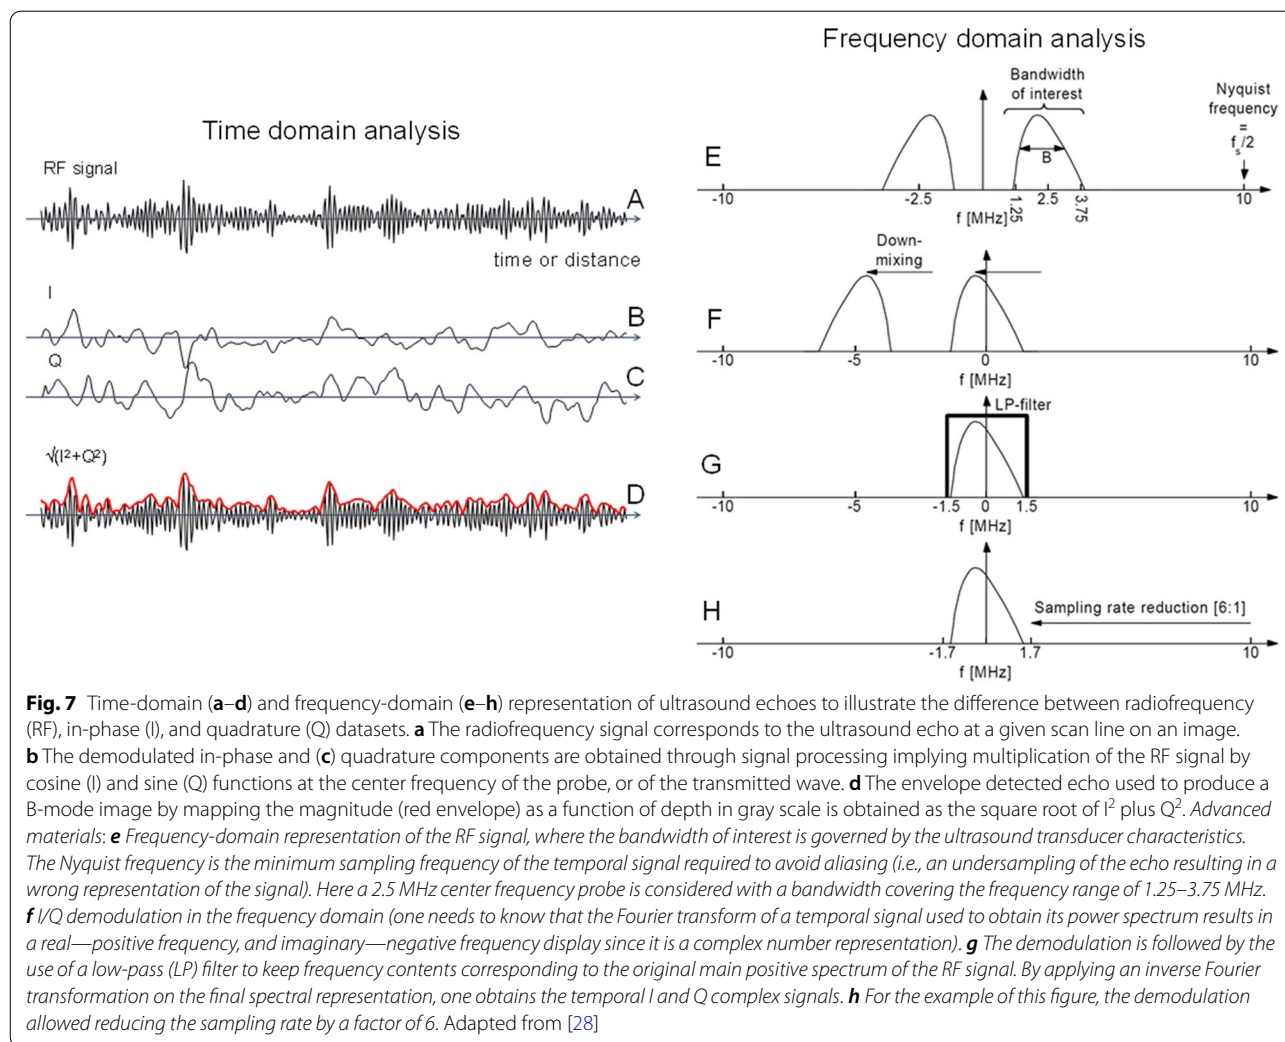 Time domain analysis
RF signal
A
time or distance
I
B
Q
C
√(I²+Q²)
D
Frequency domain analysis
Bandwidth
of interest
Nyquist
frequency
=
fs/2
E
B
-10
-2.5
1.25
2.5
3.75
10
f [MHz]
Down-
mixing
F
-10
-5
0
10
f [MHz]
LP-filter
G
-10
-5
-1.5
0
1.5
10
f [MHz]
H
Sampling rate reduction [6:1]
-10
-1.7
1.7
10
f [MHz]
Fig. 7 Time-domain (a–d) and frequency-domain (e–h) representation of ultrasound echoes to illustrate the difference between radiofrequency
(RF), in-phase (I), and quadrature (Q) datasets. a The radiofrequency signal corresponds to the ultrasound echo at a given scan line on an image.
b The demodulated in-phase and (c) quadrature components are obtained through signal processing implying multiplication of the RF signal by
cosine (I) and sine (Q) functions at the center frequency of the probe, or of the transmitted wave. d The envelope detected echo used to produce a
B-mode image by mapping the magnitude (red envelope) as a function of depth in gray scale is obtained as the square root of I² plus Q². Advanced
materials: e Frequency-domain representation of the RF signal, where the bandwidth of interest is governed by the ultrasound transducer characteristics.
The Nyquist frequency is the minimum sampling frequency of the temporal signal required to avoid aliasing (i.e., an undersampling of the echo resulting in a
wrong representation of the signal). Here a 2.5 MHz center frequency probe is considered with a bandwidth covering the frequency range of 1.25–3.75 MHz.
f I/Q demodulation in the frequency domain (one needs to know that the Fourier transform of a temporal signal used to obtain its power spectrum results in
a real—positive frequency, and imaginary—negative frequency display since it is a complex number representation). g The demodulation is followed by the
use of a low-pass (LP) filter to keep frequency contents corresponding to the original main positive spectrum of the RF signal. By applying an inverse Fourier
transformation on the final spectral representation, one obtains the temporal I and Q complex signals. h For the example of this figure, the demodulation
allowed reducing the sampling rate by a factor of 6. Adapted from [28]